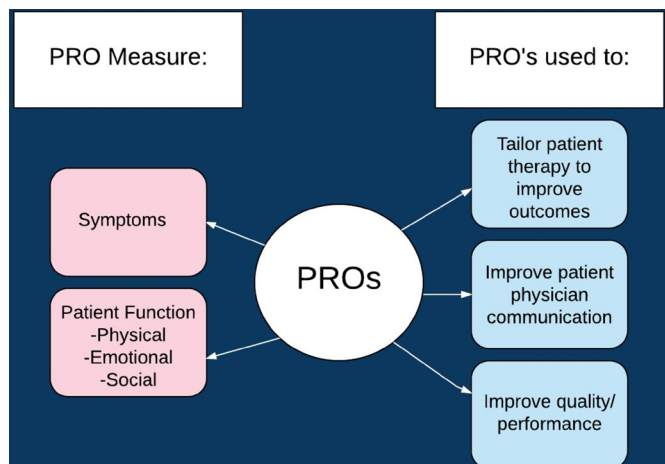 PRO Measure:
PRO's used to:
Symptoms
Patient Function
-Physical
-Emotional
-Social
PROs
Tailor patient
therapy to
improve
outcomes
Improve patient
physician
communication
Improve quality/
performance